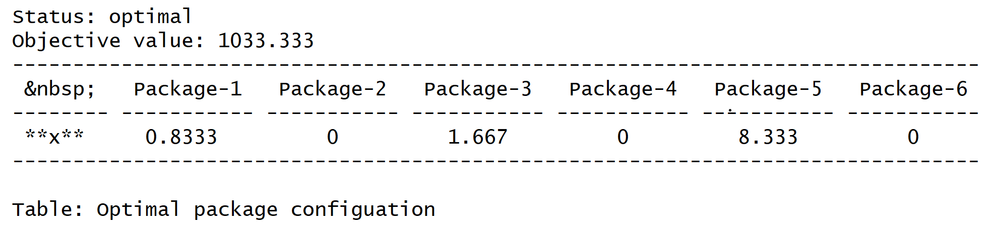 Status: optimal
Objective value: 1033.333
--------------------------------------------------------------------------------
&nbsp; Package-1 Package-2 Package-3 Package-4 Package-5 Package-6
-------- ----------- ----------- ----------- ----------- ----------- -----------
**x** 0.8333 0 1.667 0 8.333 0
--------------------------------------------------------------------------------
Table: Optimal package configuation